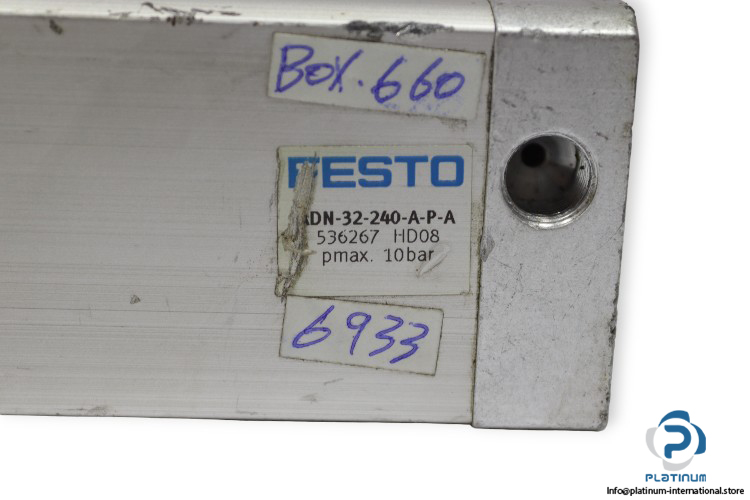 BOX. 660
FESTO
ADN-32-240-A-P-A
536267 HD08
pmax. 10bar
6933
PLATINUM
Info@platinum-international.store